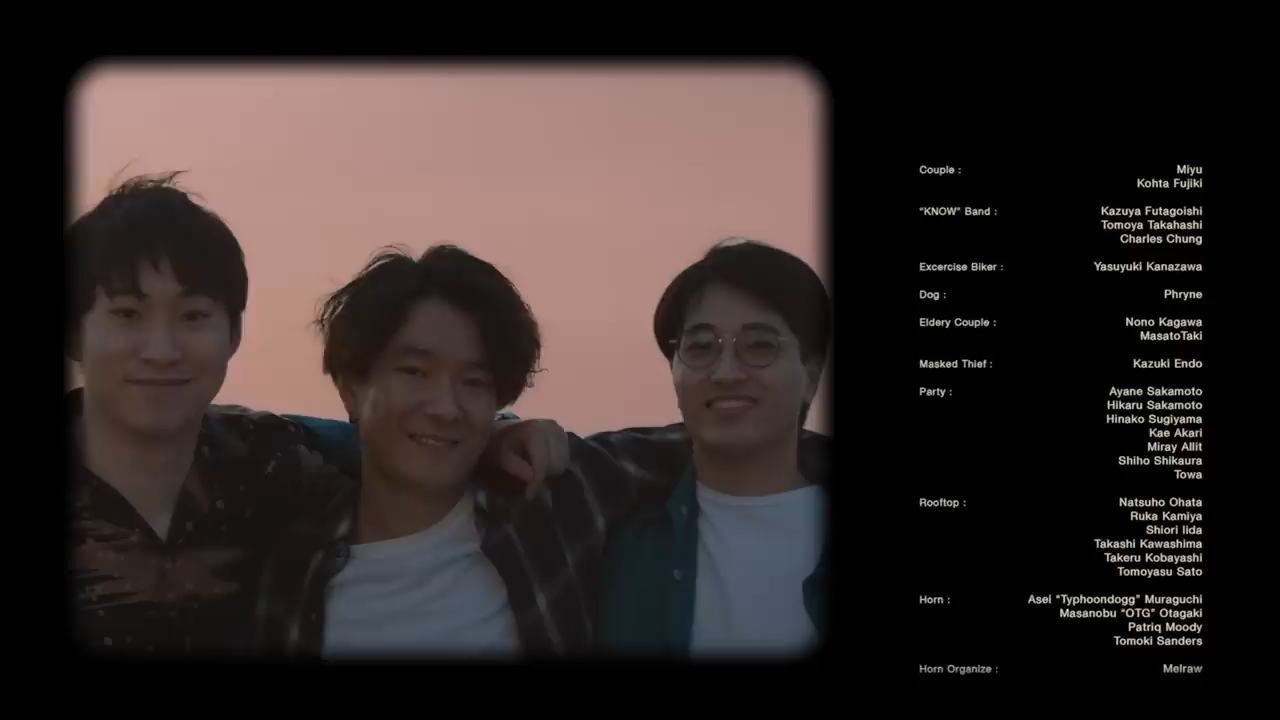 Couple : Miyu
Kohta Fujiki
“KNOW” Band : Kazuya Futagoishi
Tomoya Takahashi
Charles Chung
Excercise Biker : Yasuyuki Kanazawa
Dog : Phryne
Eldery Couple : Nono Kagawa
MasatoTaki
Masked Thief : Kazuki Endo
Party : Ayane Sakamoto
Hikaru Sakamoto
Hinako Sugiyama
Kae Akari
Miray Allit
Shiho Shikaura
Towa
Rooftop : Natsuho Ohata
Ruka Kamiya
Shiori Iida
Takashi Kawashima
Takeru Kobayashi
Tomoyasu Sato
Horn : Asei “Typhoondogg” Muraguchi
Masanobu “OTG” Otagaki
Patriq Moody
Tomoki Sanders
Horn Organize : Melraw